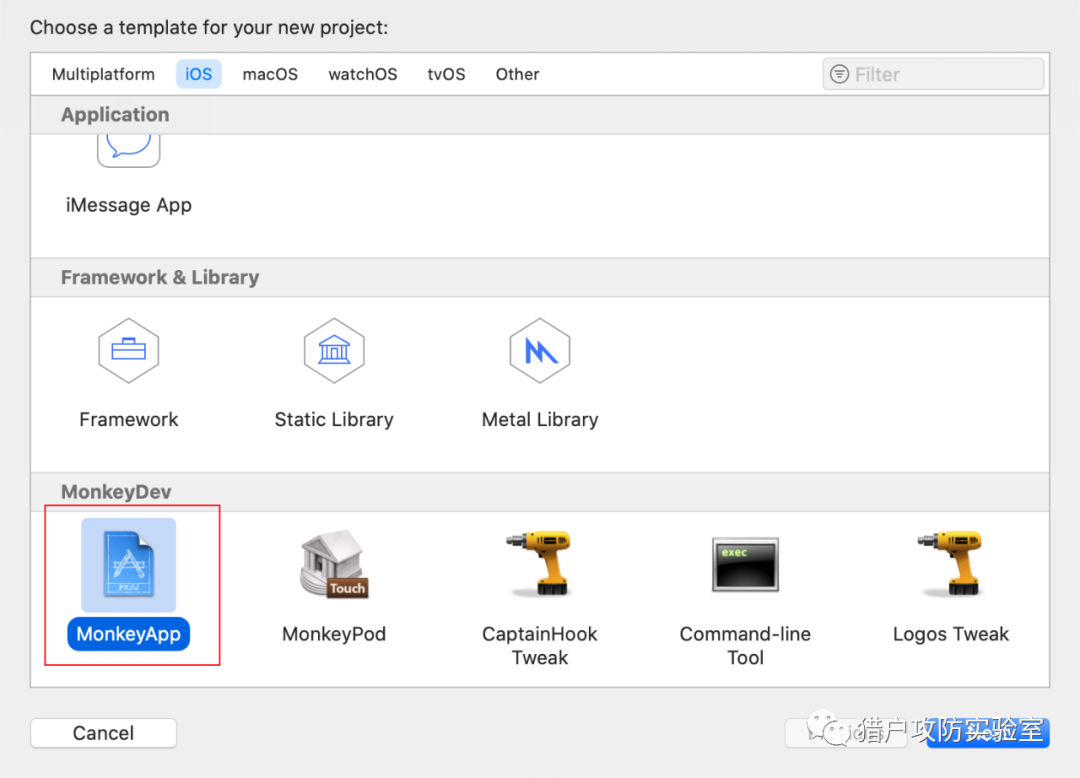 Choose a template for your new project:
Multiplatform iOS macOS watchOS tvOS Other Filter
Application
iMessage App
Framework & Library
Framework Static Library Metal Library
MonkeyDev
PROJ Touch exec
MonkeyApp MonkeyPod CaptainHook Command-line Logos Tweak
Tweak Tool
Cancel 猎户攻防实验室